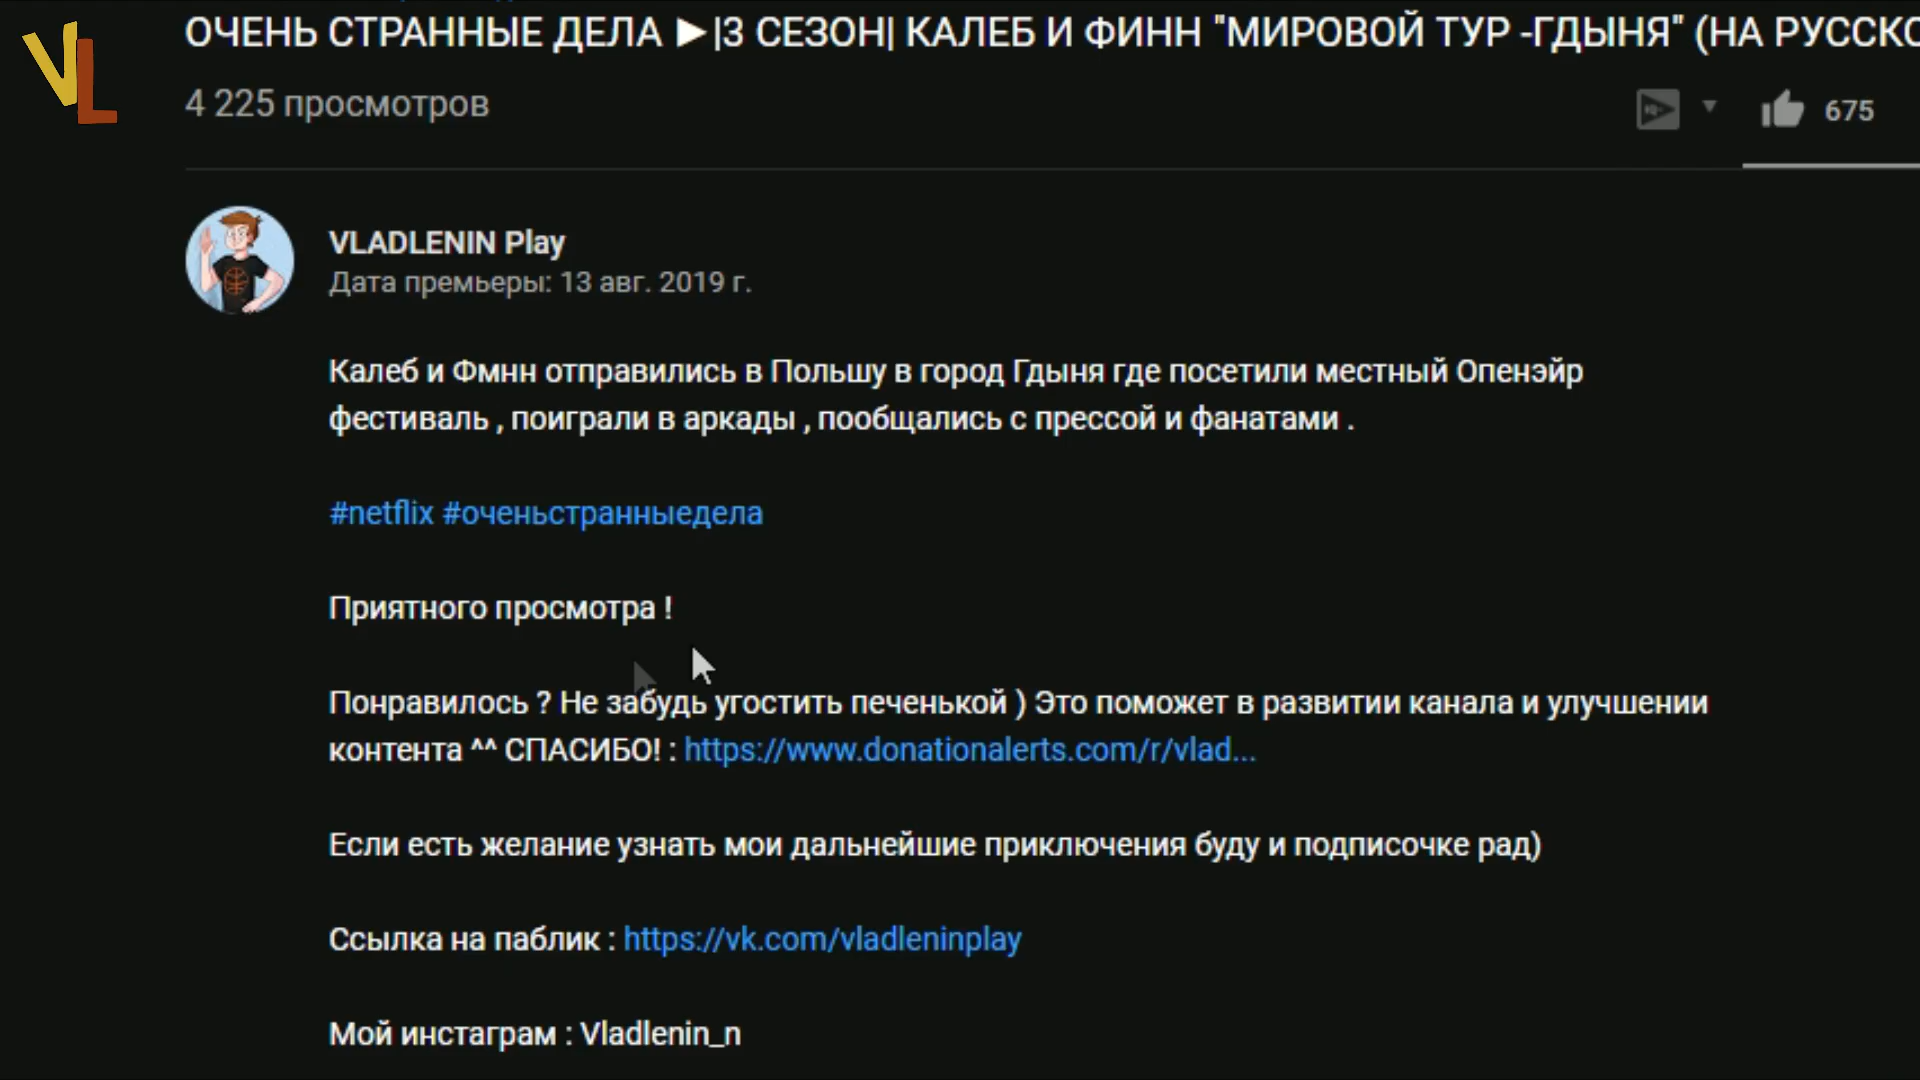 VL
ОЧЕНЬ СТРАННЫЕ ДЕЛА ►|3 СЕЗОН| КАЛЕБ И ФИНН "МИРОВОЙ ТУР -ГДЫНЯ" (НА РУССКО
4 225 просмотров
675
VLADLENIN Play
Дата премьеры: 13 авг. 2019 г.
Калеб и Фмнн отправились в Польшу в город Гдыня где посетили местный Опенэйр
фестиваль , поиграли в аркады , пообщались с прессой и фанатами .
#netflix #оченьстранныедела
Приятного просмотра !
Понравилось ? Не забудь угостить печенькой ) Это поможет в развитии канала и улучшении
контента ^^ СПАСИБО! : https://www.donationalerts.com/r/vlad...
Если есть желание узнать мои дальнейшие приключения буду и подписочке рад)
Ссылка на паблик : https://vk.com/vladleninplay
Мой инстаграм : Vladlenin_n